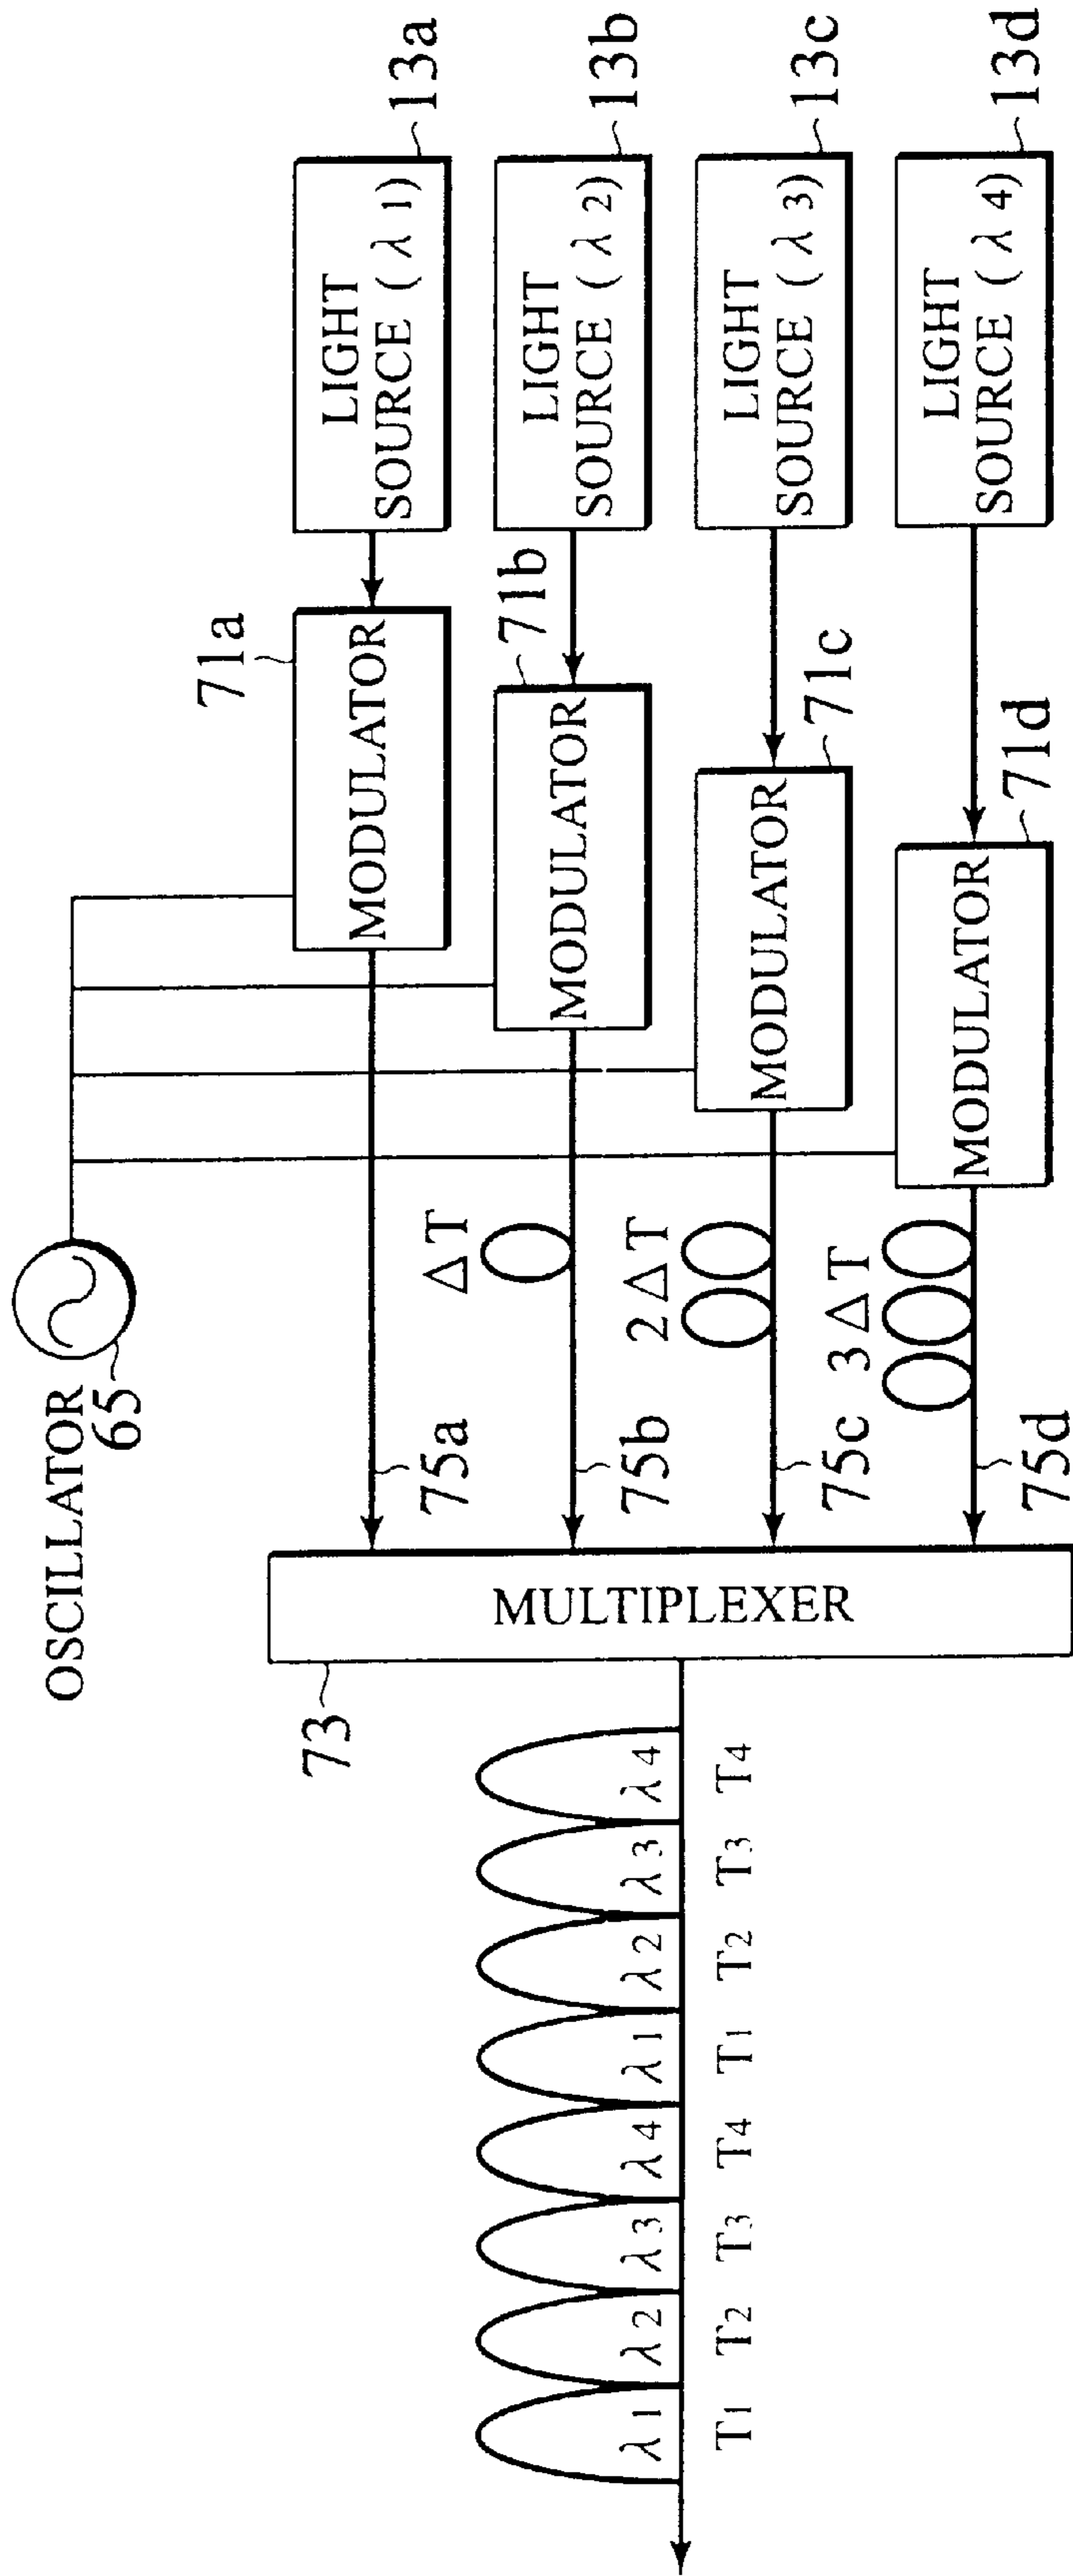 OSCILLATOR
65
73
MULTIPLEXER
75a
75b
75c
75d
ΔT
2ΔT
3ΔT
71a
MODULATOR
71b
MODULATOR
71c
MODULATOR
71d
MODULATOR
LIGHT
SOURCE (λ1)
13a
LIGHT
SOURCE (λ2)
13b
LIGHT
SOURCE (λ3)
13c
LIGHT
SOURCE (λ4)
13d
λ1 λ2 λ3 λ4 λ1 λ2 λ3 λ4
T1 T2 T3 T4 T1 T2 T3 T4